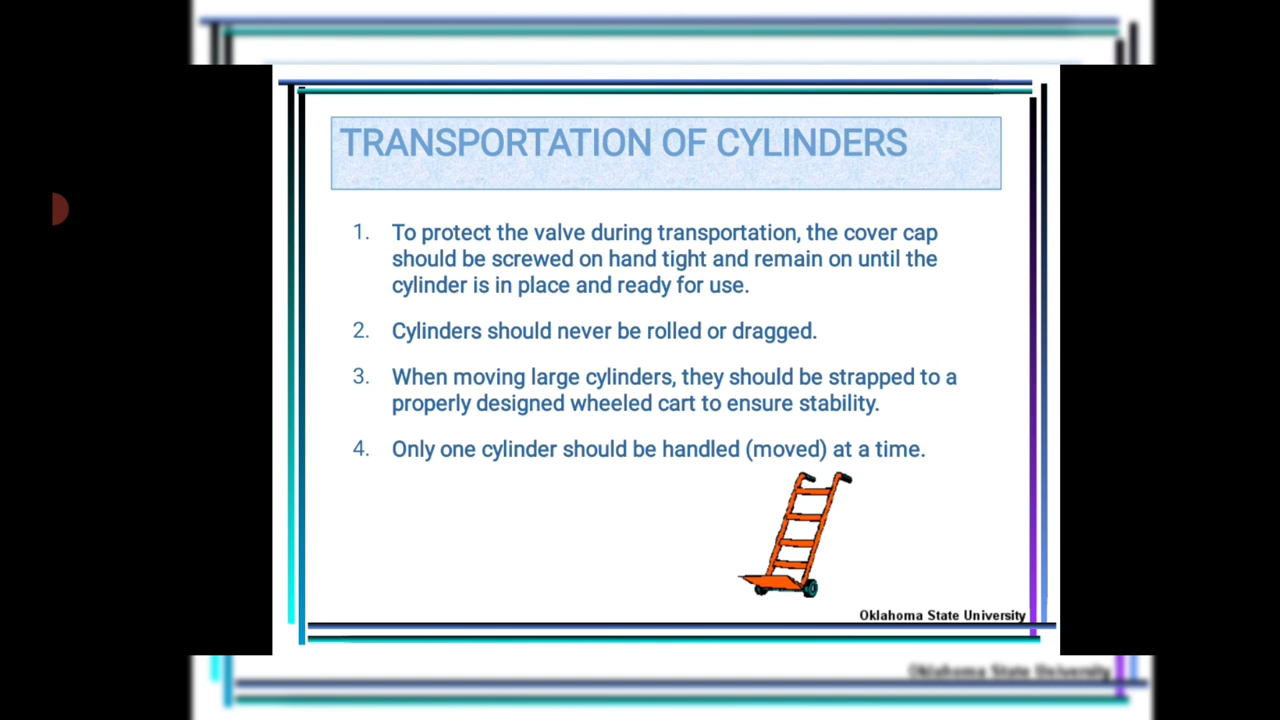 TRANSPORTATION OF CYLINDERS
1. To protect the valve during transportation, the cover cap
should be screwed on hand tight and remain on until the
cylinder is in place and ready for use.
2. Cylinders should never be rolled or dragged.
3. When moving large cylinders, they should be strapped to a
properly designed wheeled cart to ensure stability.
4. Only one cylinder should be handled (moved) at a time.
Oklahoma State University
Oklahoma State University